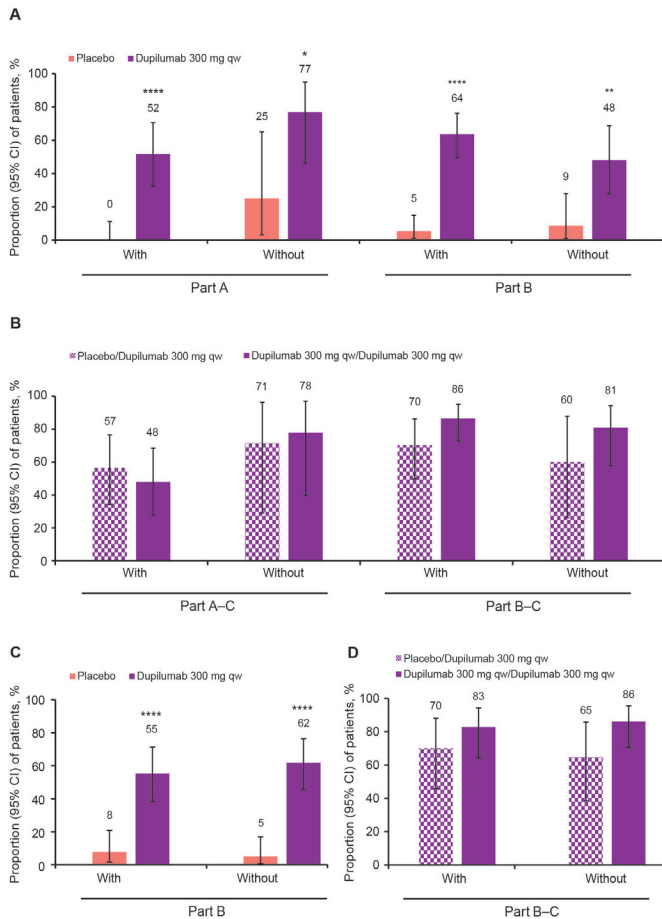 A
Placebo Dupilumab 300 mg qw
Proportion (95% CI) of patients, %
100
80
60
40
20
0
0
****
52
25
*
77
5
****
64
9
**
48
With Without With Without
Part A Part B
B
Placebo/Dupilumab 300 mg qw Dupilumab 300 mg qw/Dupilumab 300 mg qw
Proportion (95% CI) of patients, %
100
80
60
40
20
0
57
48
71
78
70
86
60
81
With Without With Without
Part A–C Part B–C
C
Placebo Dupilumab 300 mg qw
Proportion (95% CI) of patients, %
100
80
60
40
20
0
8
****
55
5
****
62
With Without
Part B
D
Placebo/Dupilumab 300 mg qw
Dupilumab 300 mg qw/Dupilumab 300 mg qw
Proportion (95% CI) of patients, %
100
80
60
40
20
0
70
83
65
86
With Without
Part B–C